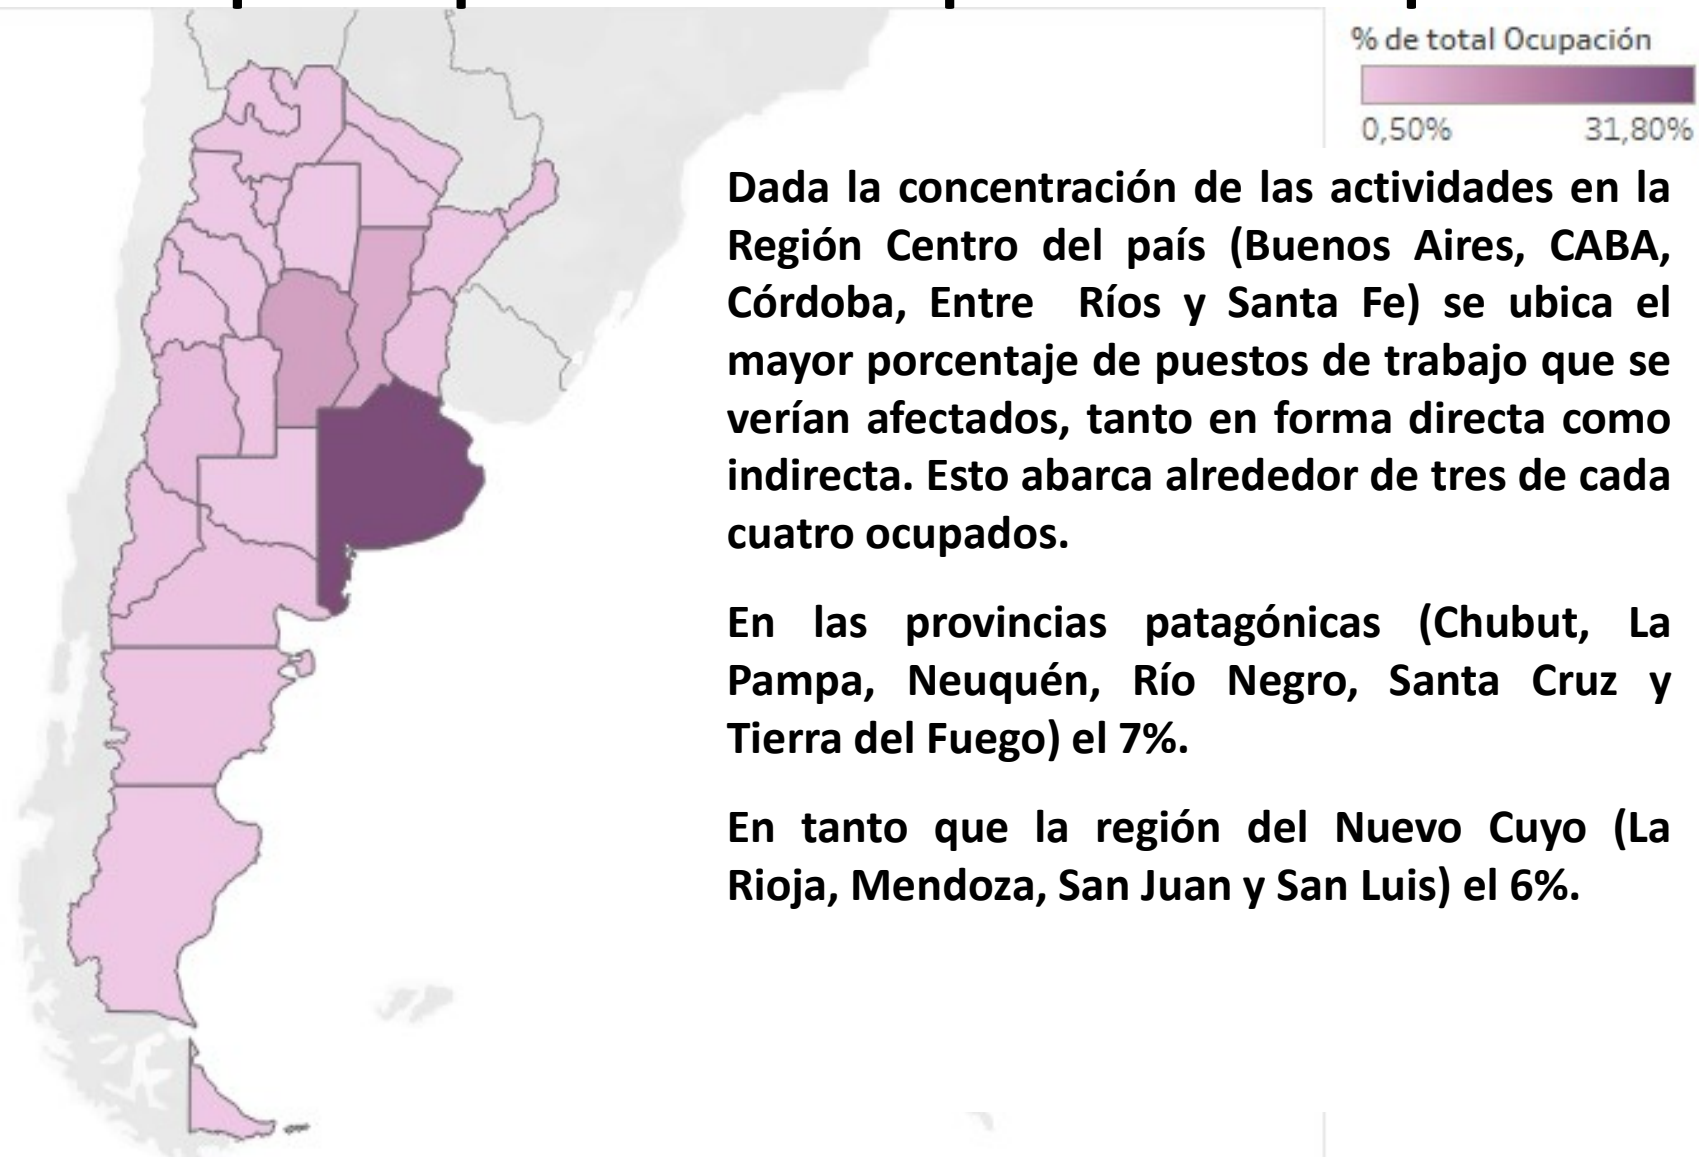 % de total Ocupación
0,50% 31,80%
Dada la concentración de las actividades en la
Región Centro del país (Buenos Aires, CABA,
Córdoba, Entre Ríos y Santa Fe) se ubica el
mayor porcentaje de puestos de trabajo que se
verían afectados, tanto en forma directa como
indirecta. Esto abarca alrededor de tres de cada
cuatro ocupados.
En las provincias patagónicas (Chubut, La
Pampa, Neuquén, Río Negro, Santa Cruz y
Tierra del Fuego) el 7%.
En tanto que la región del Nuevo Cuyo (La
Rioja, Mendoza, San Juan y San Luis) el 6%.